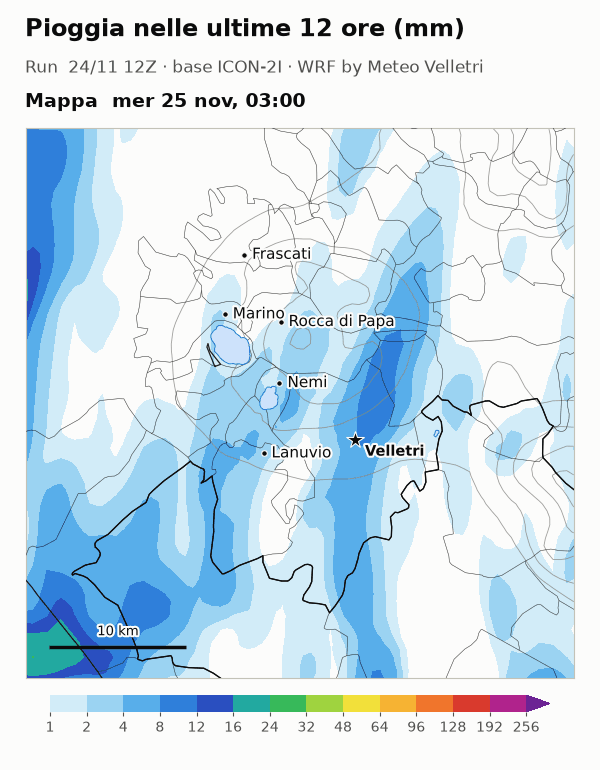 Pioggia nelle ultime 12 ore (mm)
Run  24/11 12Z · base ICON-2I · WRF by Meteo Velletri
Mappa  mer 25 nov, 03:00
Frascati
Marino
Rocca di Papa
Nemi
Velletri
Lanuvio
10 km
1 2 4 8 12 16 24 32 48 64 96 128 192 256